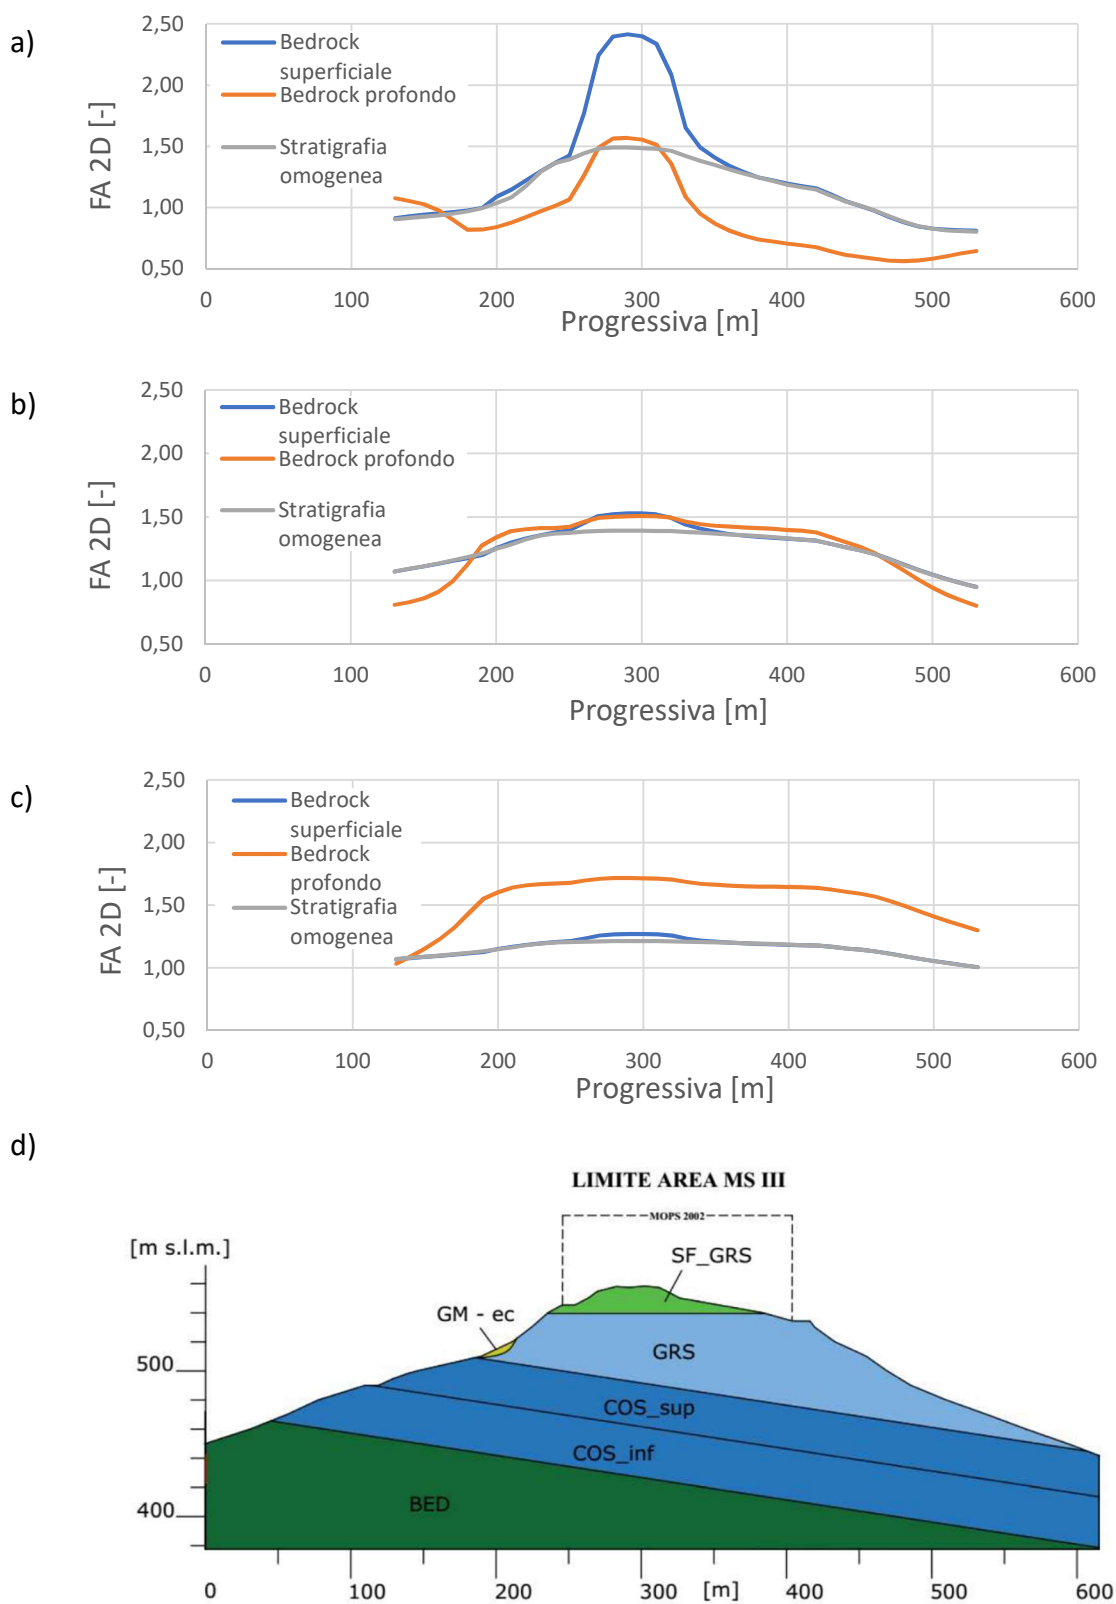 a)
FA 2D [-]
2,50
2,00
1,50
1,00
0,50
Bedrock
superficiale
Bedrock profondo
Stratigrafia
omogenea
0 100 200 300 400 500 600
Progressiva [m]
b)
FA 2D [-]
2,50
2,00
1,50
1,00
0,50
Bedrock
superficiale
Bedrock profondo
Stratigrafia
omogenea
0 100 200 300 400 500 600
Progressiva [m]
c)
FA 2D [-]
2,50
2,00
1,50
1,00
0,50
Bedrock
superficiale
Bedrock
profondo
Stratigrafia
omogenea
0 100 200 300 400 500 600
Progressiva [m]
d)
LIMITE AREA MS III
MOPS 2002
[m s.l.m.]
SF_GRS
GM - ec
GRS
500
COS_sup
COS_inf
BED
400
0 100 200 300 [m] 400 500 600